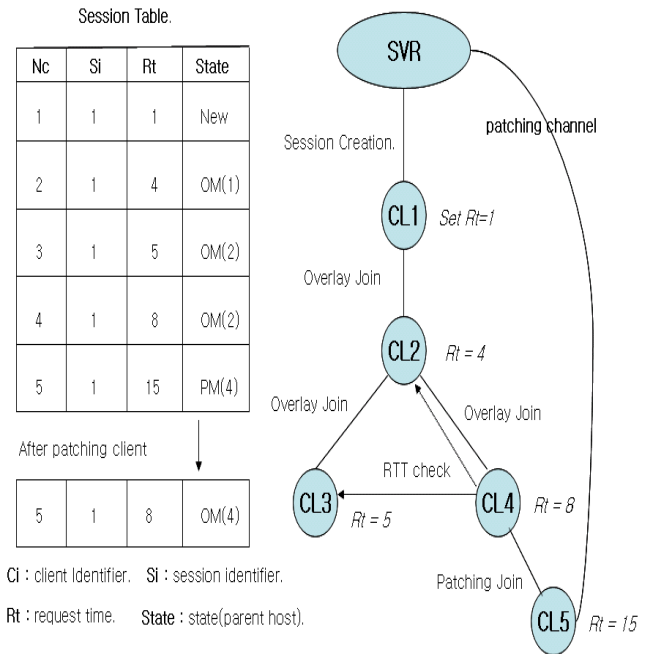 Session Table.
Nc Si Rt State
1 1 1 New
2 1 4 OM(1)
3 1 5 OM(2)
4 1 8 OM(2)
5 1 15 PM(4)
After patching client
5 1 8 OM(4)
Ci : client Identifier. Si : session identifier.
Rt : request time. State : state(parent host).
SVR
patching channel
Session Creation.
CL1 Set Rt=1
Overlay Join
CL2 Rt = 4
Overlay Join
Overlay Join
RTT check
CL3 CL4 Rt = 8
Rt = 5
Patching Join
CL5 Rt = 15